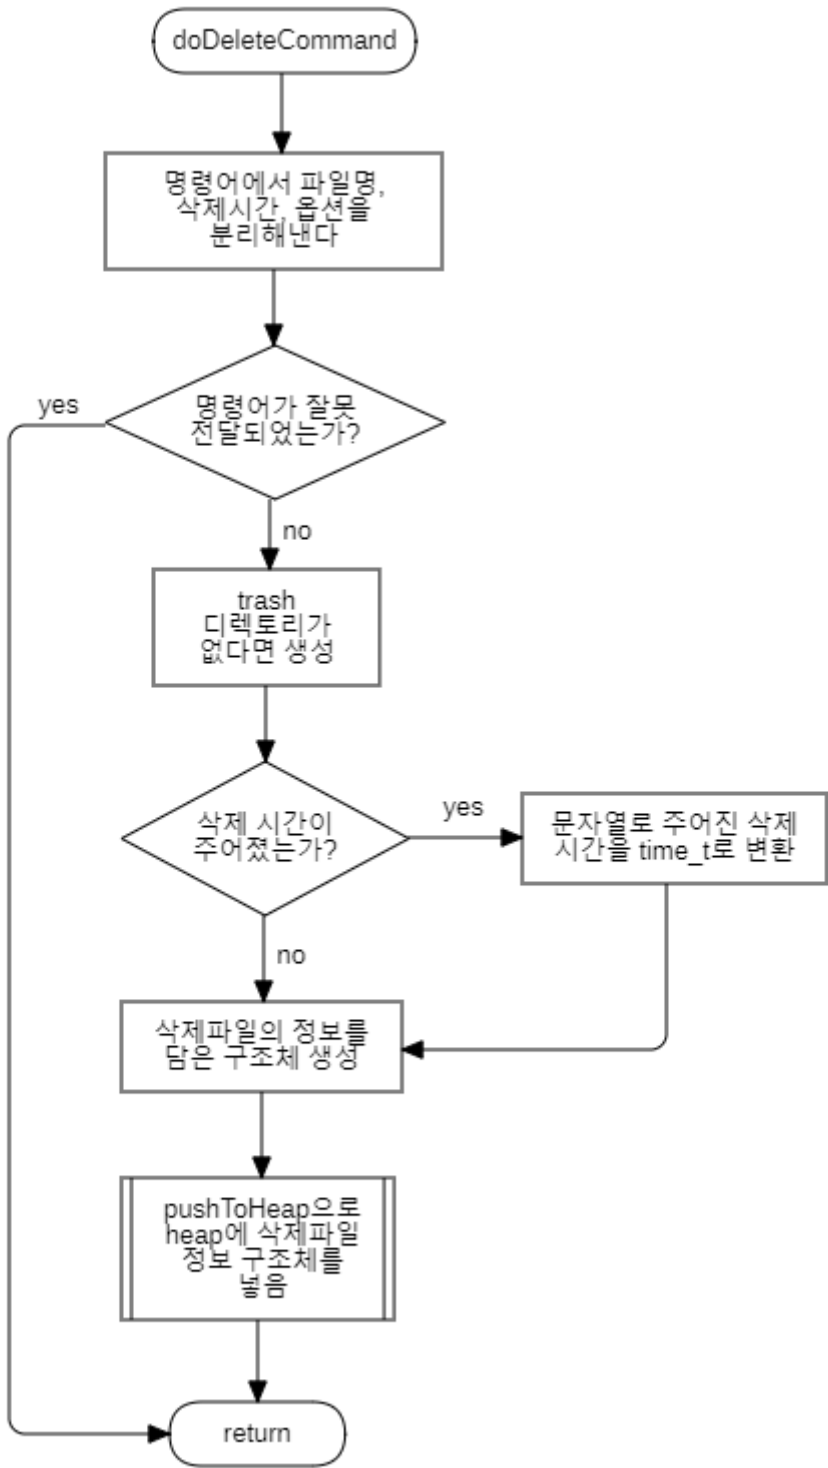 doDeleteCommand
명령어에서 파일명,
삭제시간, 옵션을
분리해낸다
yes
명령어가 잘못
전달되었는가?
no
trash
디렉토리가
없다면 생성
삭제 시간이
주어졌는가?
yes
문자열로 주어진 삭제
시간을 time_t로 변환
no
삭제파일의 정보를
담은 구조체 생성
pushToHeap으로
heap에 삭제파일
정보 구조체를
넣음
return